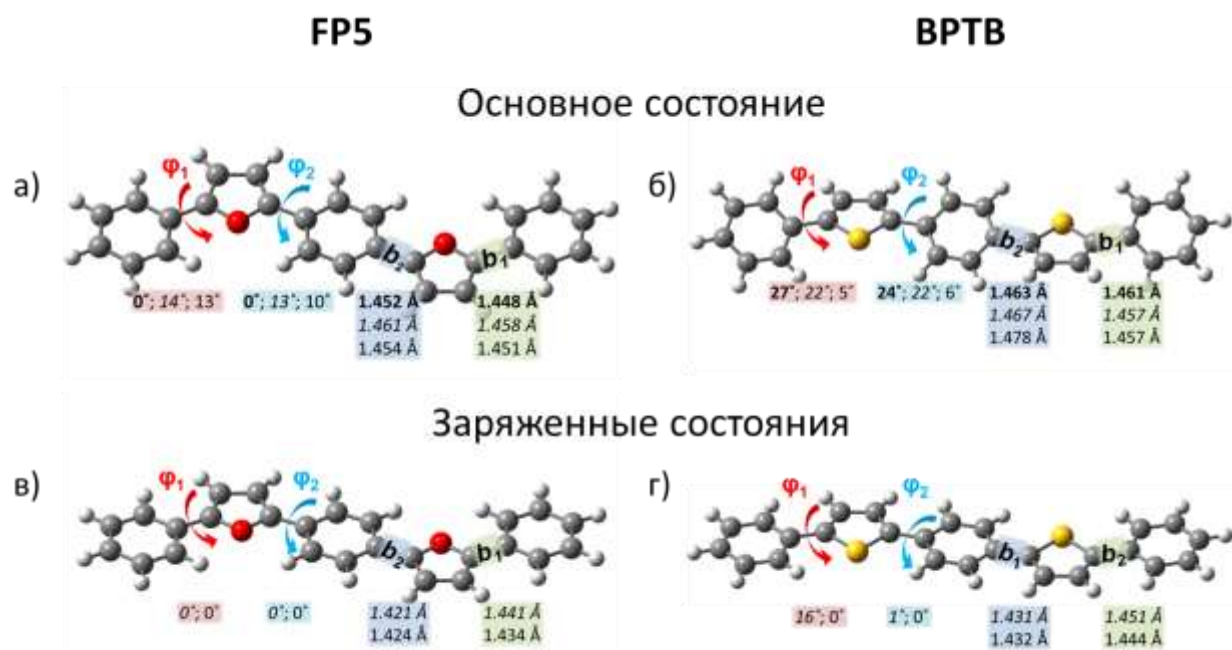 FP5 BPTB
Основное состояние
а) φ₁ φ₂ б) φ₁ φ₂
b₂ b₁ b₂ b₁
0˚; 14˚; 13˚ 0˚; 13˚; 10˚ 1.452 Å 1.448 Å 27˚; 22˚; 5˚ 24˚; 22˚; 6˚ 1.463 Å 1.461 Å
1.461 Å 1.458 Å 1.467 Å 1.457 Å
1.454 Å 1.451 Å 1.478 Å 1.457 Å
Заряженные состояния
в) φ₁ φ₂ г) φ₁ φ₂
b₂ b₁ b₁ b₂
0˚; 0˚ 0˚; 0˚ 1.421 Å 1.441 Å 16˚; 0˚ 1˚; 0˚ 1.431 Å 1.451 Å
1.424 Å 1.434 Å 1.432 Å 1.444 Å